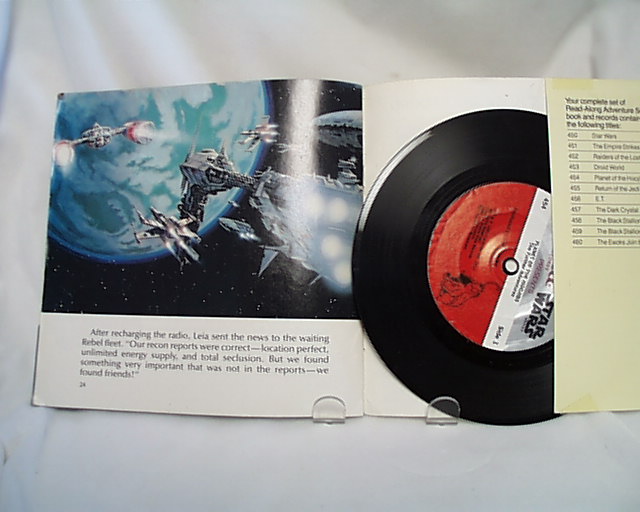 After recharging the radio, Leia sent the news to the waiting
Rebel fleet. "Our recon reports were correct—location perfect,
unlimited energy supply, and total seclusion. But we found
something very important that was not in the reports—we
found friends!"
24
454
STAR
WARS
Side 1
Your complete set of
Read-Along Adventure
book and records contain
the following titles:
450 Star Wars
451 The Empire Strikes
452 Raiders of the Lost
453 Droid World
454 Planet of the Hooj
455 Return of the Jedi
456 E.T.
457 The Dark Crystal
458 The Black Stallion
459 The Black Stallion
460 The Ewoks Join